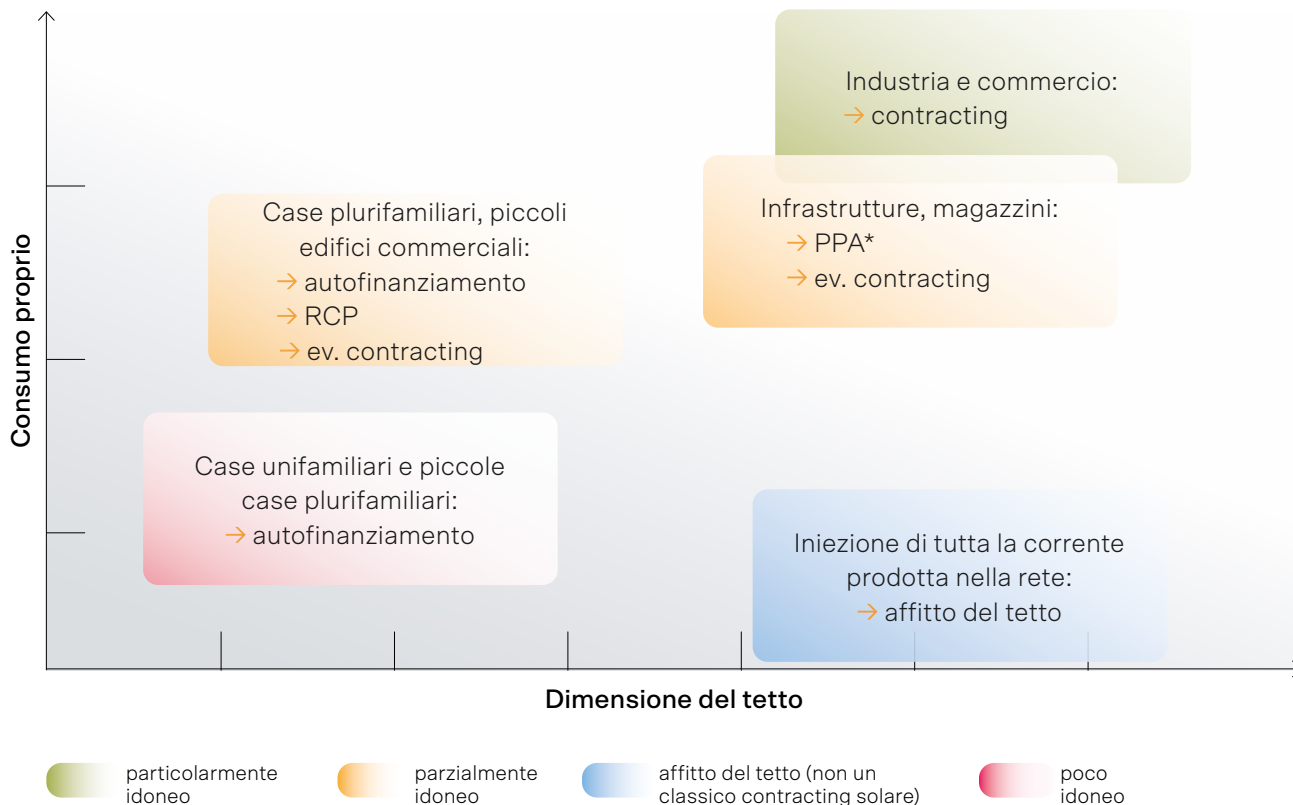 Consumo proprio
Industria e commercio:
→ contracting
Infrastrutture, magazzini:
→ PPA*
→ ev. contracting
Case plurifamiliari, piccoli
edifici commerciali:
→ autofinanziamento
→ RCP
→ ev. contracting
Case unifamiliari e piccole
case plurifamiliari:
→ autofinanziamento
Iniezione di tutta la corrente
prodotta nella rete:
→ affitto del tetto
Dimensione del tetto
particolarmente
idoneo
parzialmente
idoneo
affitto del tetto (non un
classico contracting solare)
poco
idoneo